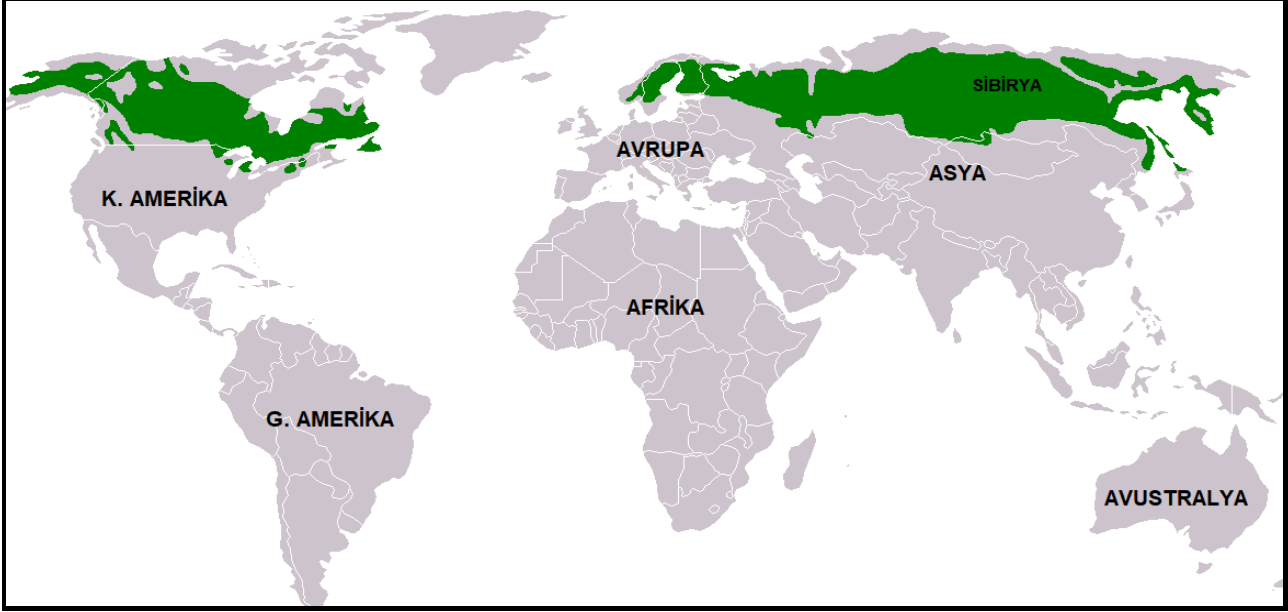 SİBİRYA
AVRUPA
ASYA
K. AMERİKA
AFRİKA
G. AMERİKA
AVUSTRALYA